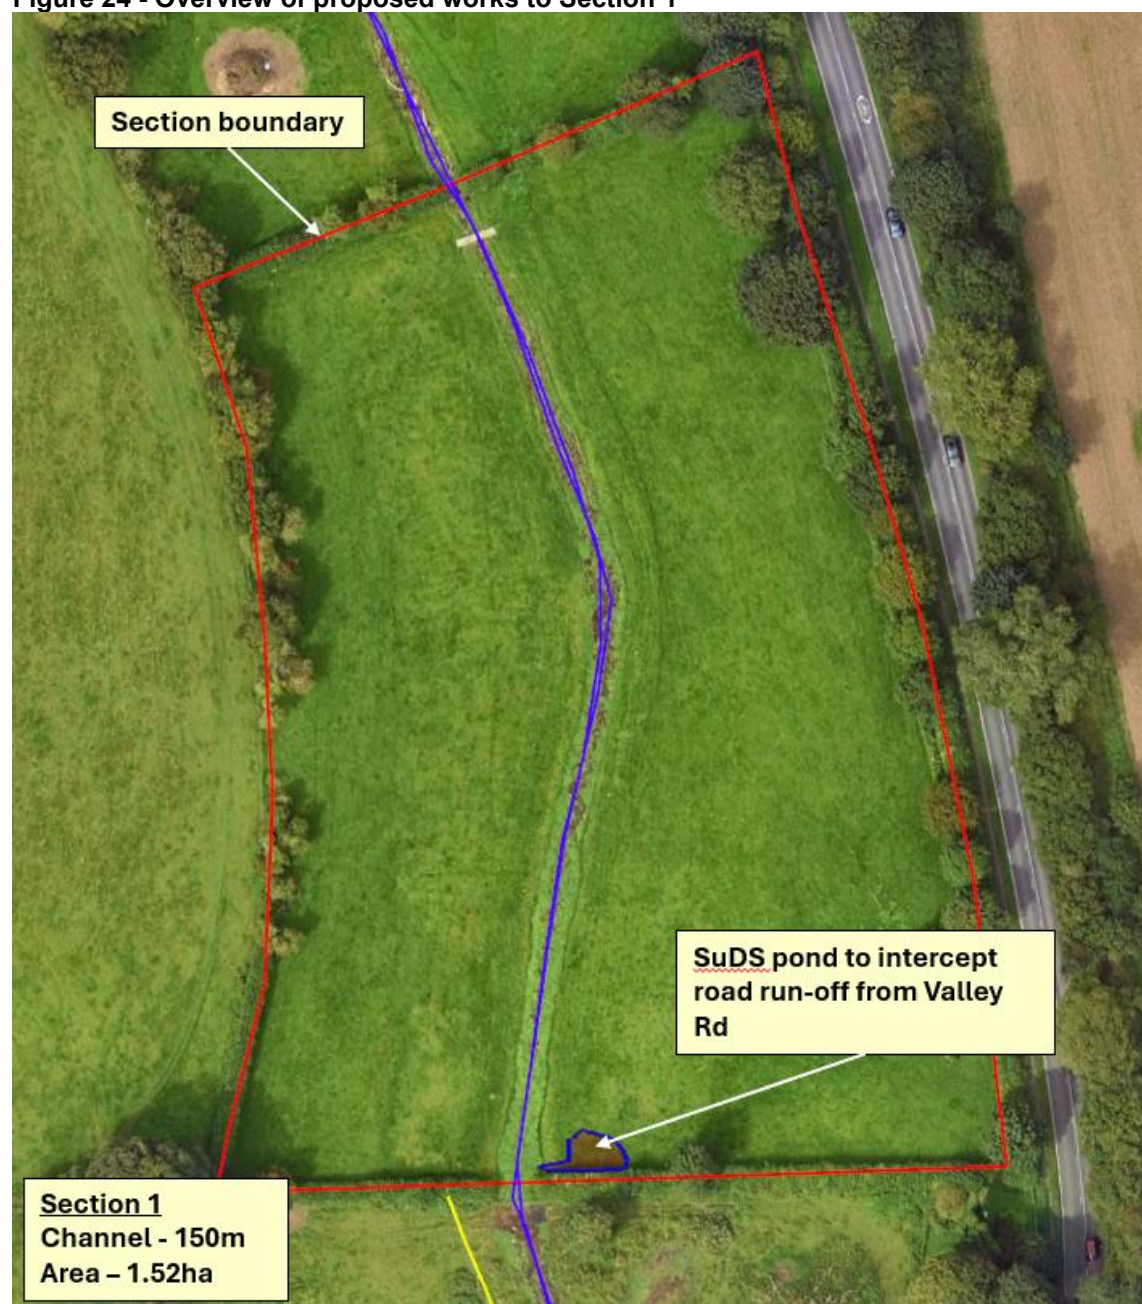 Figure 24 - Overview of proposed works to Section 1
Section boundary
SuDS pond to intercept
road run-off from Valley
Rd
Section 1
Channel - 150m
Area – 1.52ha